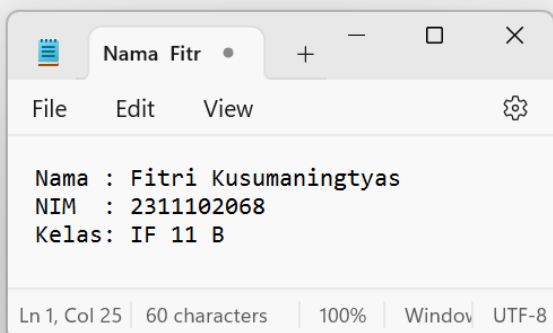 Nama Fitr
File Edit View
Nama : Fitri Kusumaningtyas
NIM  : 2311102068
Kelas: IF 11 B
Ln 1, Col 25 60 characters 100% Window UTF-8